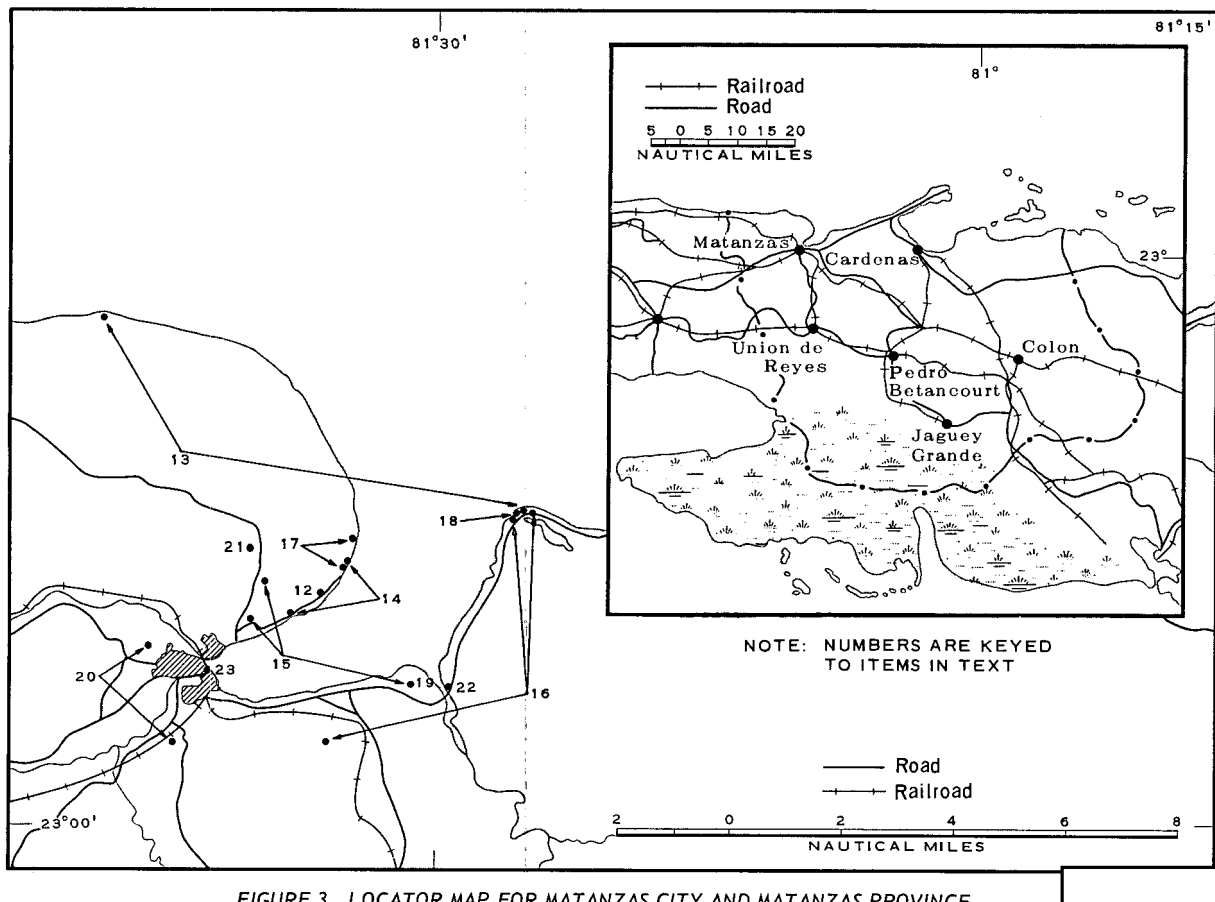 81°30'
81°15'
81°
Railroad
Road
5 0 5 10 15 20
NAUTICAL MILES
Matanzas
Cardenas
23°
Union de
Reyes
Pedro
Betancourt
Colon
Jaguey
Grande
13
18
21
17
12
14
15
20
23
19
22
16
NOTE: NUMBERS ARE KEYED
TO ITEMS IN TEXT
Road
Railroad
23°00'
2 0 2 4 6 8
NAUTICAL MILES
FIGURE 3. LOCATOR MAP FOR MATANZAS CITY AND MATANZAS PROVINCE